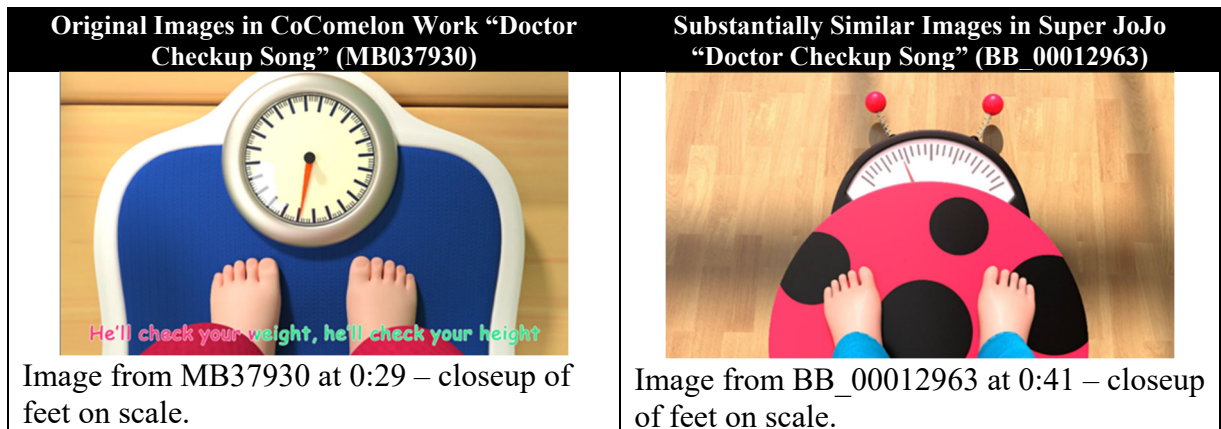 Original Images in CoComelon Work “Doctor
Checkup Song” (MB037930)
Substantially Similar Images in Super JoJo
“Doctor Checkup Song” (BB_00012963)
He'll check your weight, he'll check your height
Image from MB37930 at 0:29 – closeup of
feet on scale.
Image from BB_00012963 at 0:41 – closeup
of feet on scale.